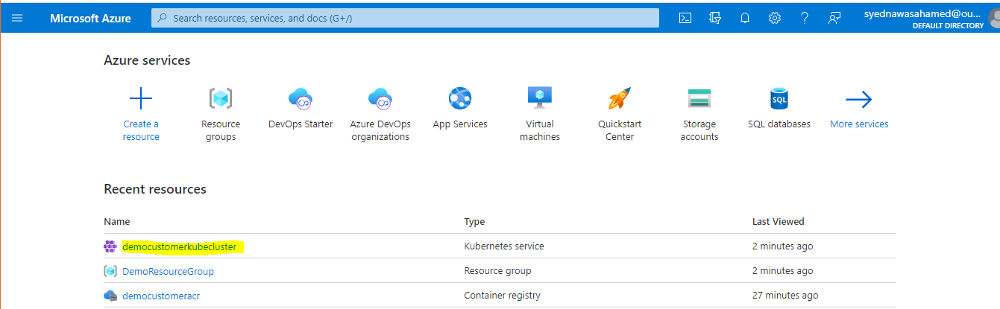 Microsoft Azure
Search resources, services, and docs (G+/)
syednawasahamed@ou...
DEFAULT DIRECTORY
Azure services
Create a
resource
Resource
groups
DevOps Starter
Azure DevOps
organizations
App Services
Virtual
machines
Quickstart
Center
Storage
accounts
SQL
SQL databases
More services
Recent resources
Name Type Last Viewed
democustomerkubecluster Kubernetes service 2 minutes ago
DemoResourceGroup Resource group 2 minutes ago
democustomeracr Container registry 27 minutes ago